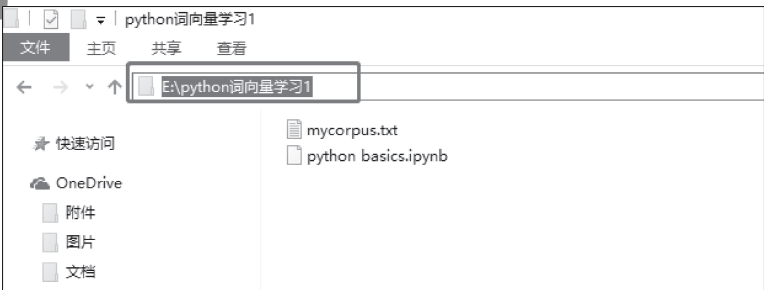 python词向量学习1
文件 主页 共享 查看
E:\python词向量学习1
快速访问
mycorpus.txt
python basics.ipynb
OneDrive
附件
图片
文档